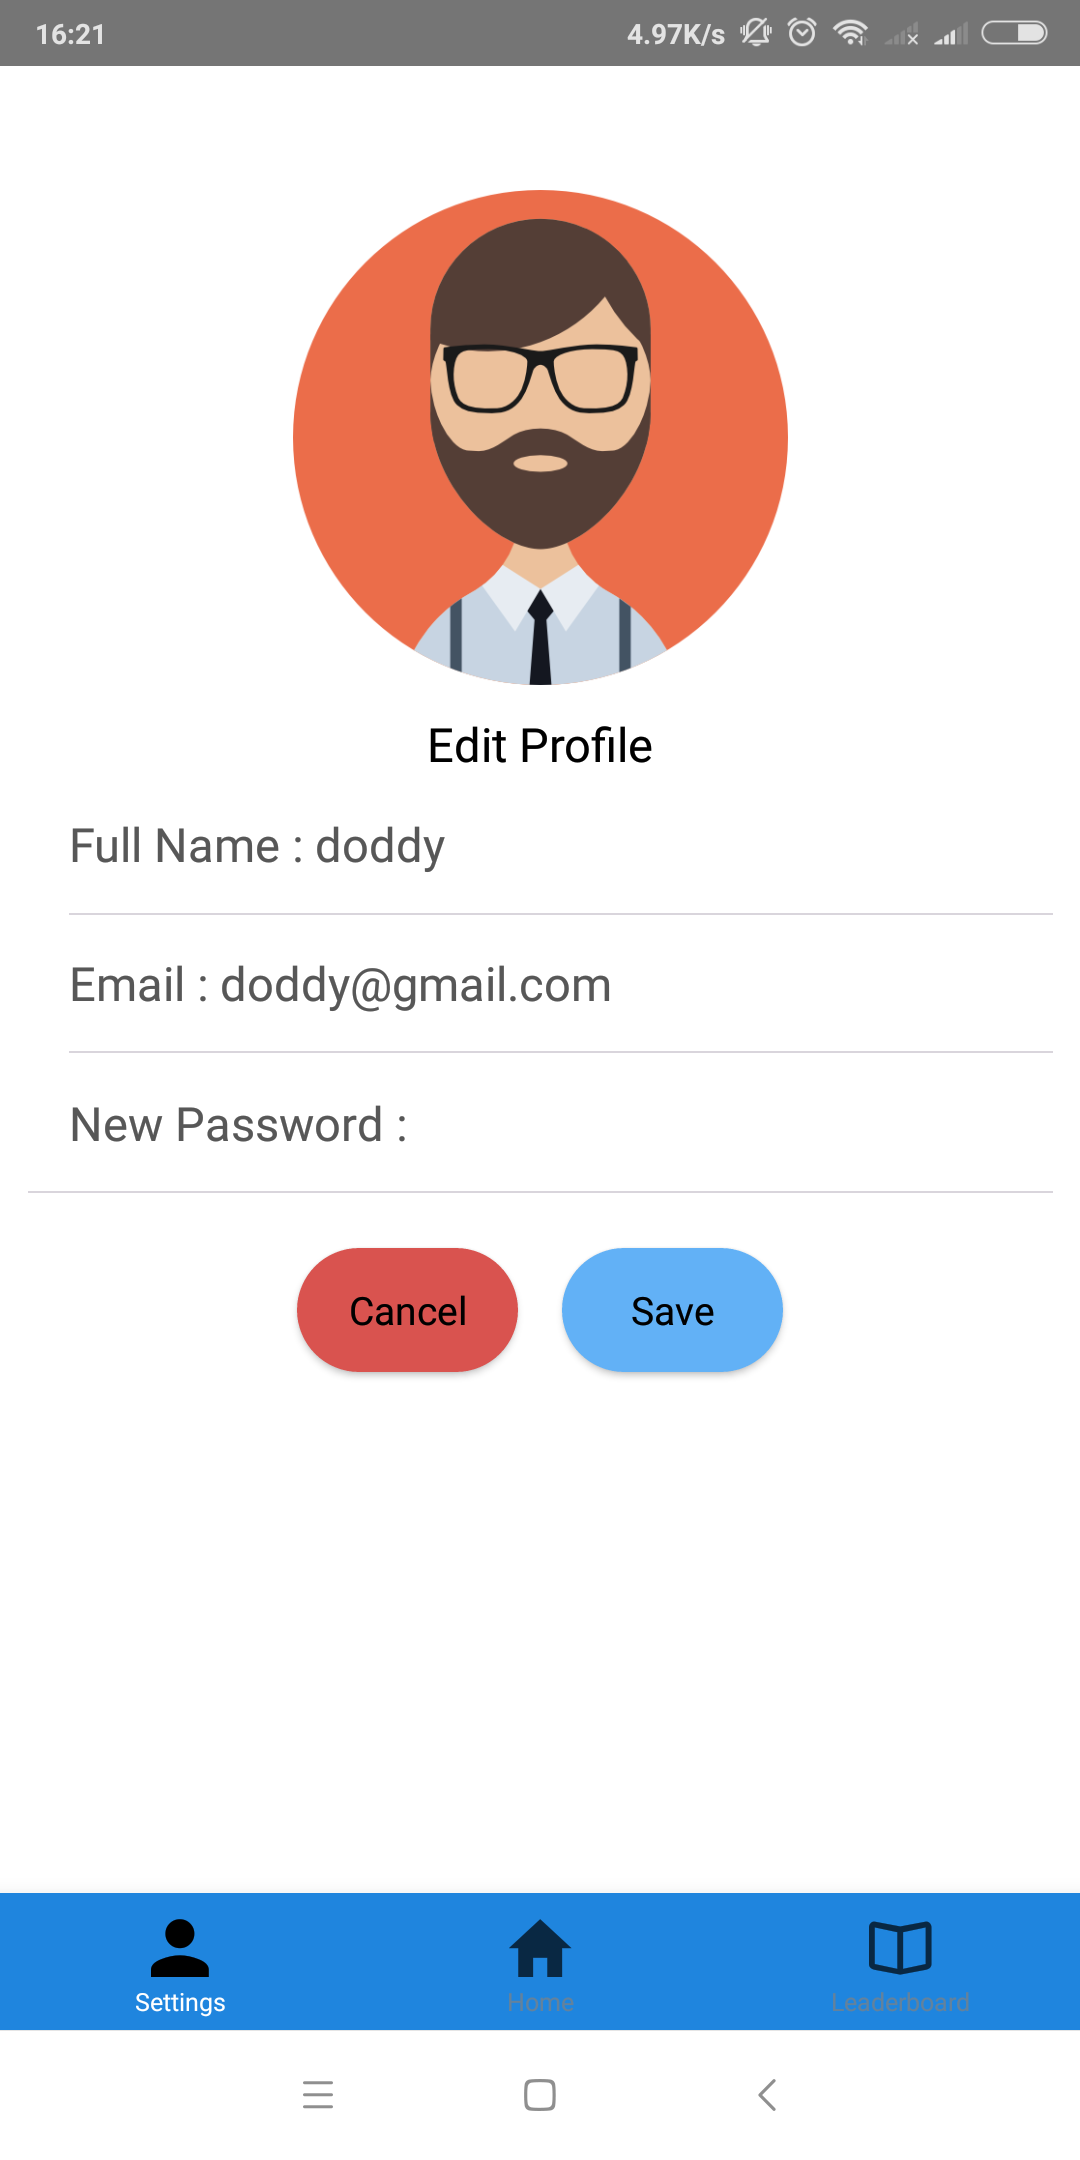 16:21 4.97K/s
Edit Profile
Full Name : doddy
Email : doddy@gmail.com
New Password :
Cancel Save
Settings Home Leaderboard